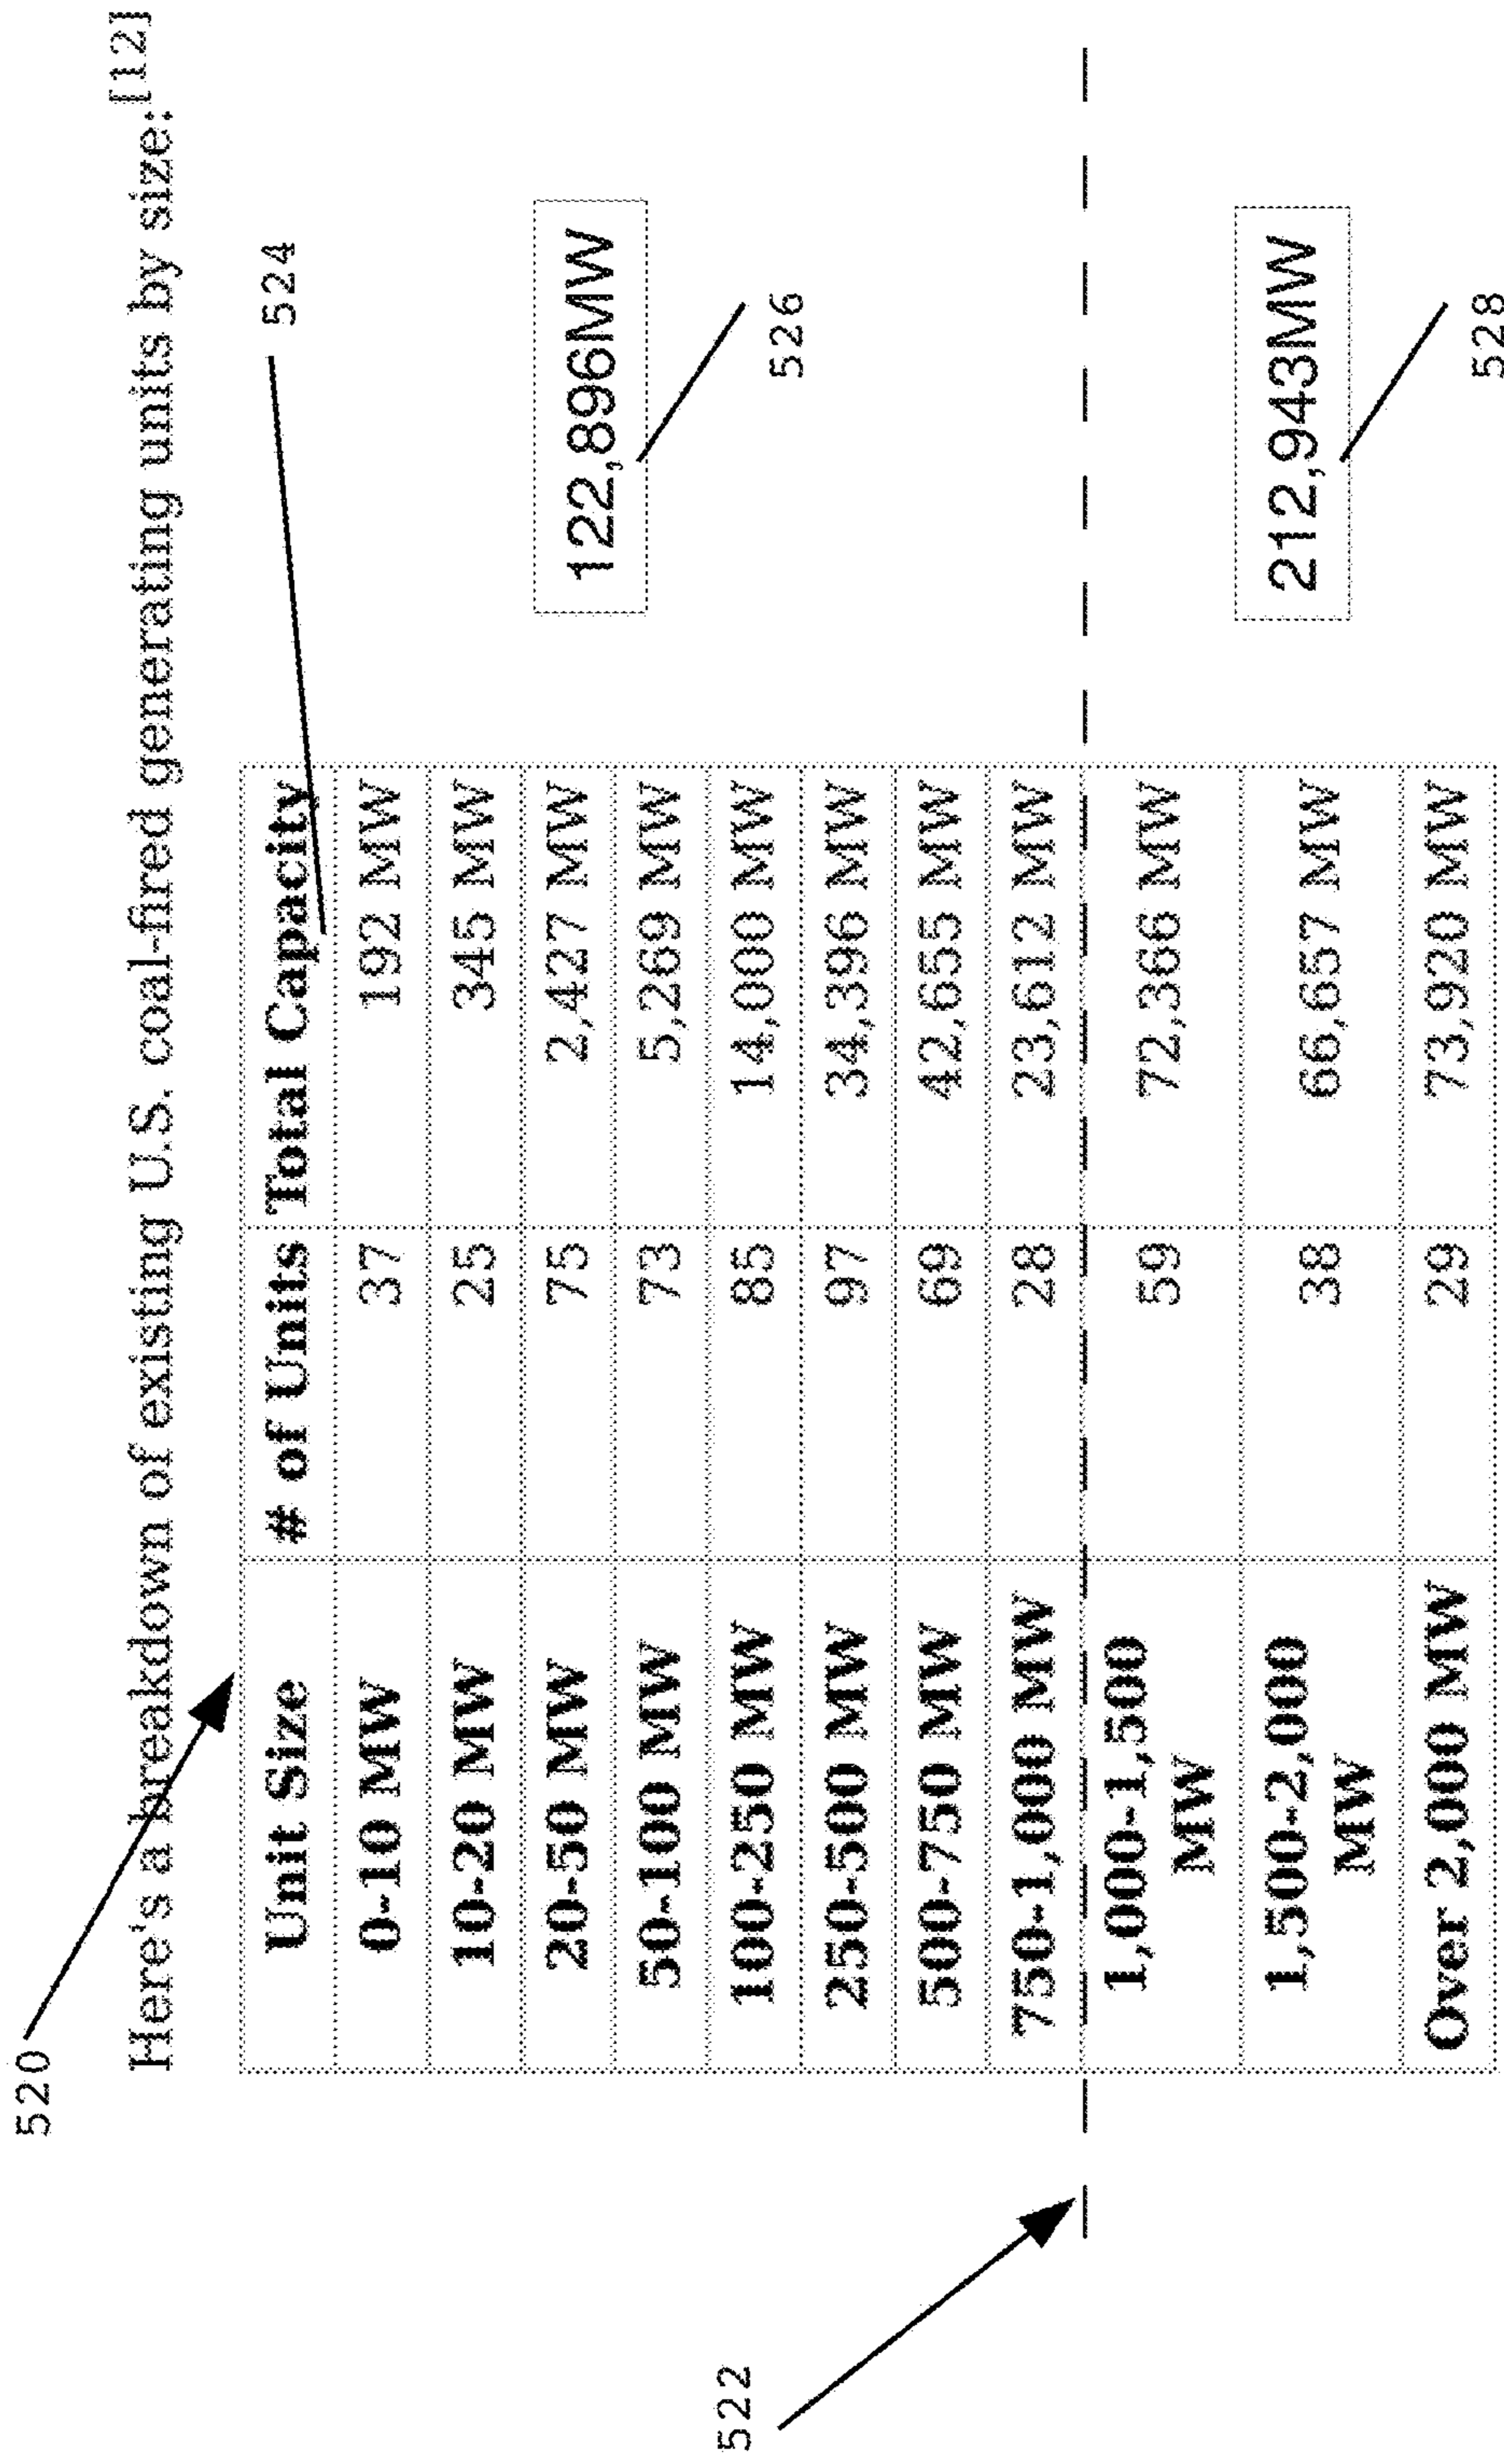 520
Here's a breakdown of existing U.S. coal-fired generating units by size:[12]
524
Unit Size # of Units Total Capacity
0-10 MW 37 192 MW
10-20 MW 25 345 MW
20-50 MW 75 2,427 MW
50-100 MW 73 5,269 MW
100-250 MW 85 14,000 MW
250-500 MW 97 34,396 MW
500-750 MW 69 42,655 MW
750-1,000 MW 28 23,612 MW
122,896MW
526
522
1,000-1,500
MW 59 72,366 MW
1,500-2,000
MW 38 66,657 MW
Over 2,000 MW 29 73,920 MW
212,943MW
528